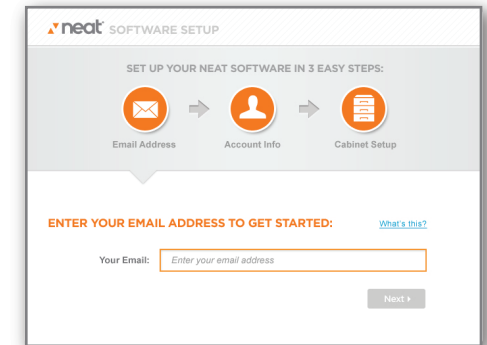 neat SOFTWARE SETUP
SET UP YOUR NEAT SOFTWARE IN 3 EASY STEPS:
Email Address Account Info Cabinet Setup
ENTER YOUR EMAIL ADDRESS TO GET STARTED: What's this?
Your Email: Enter your email address
Next